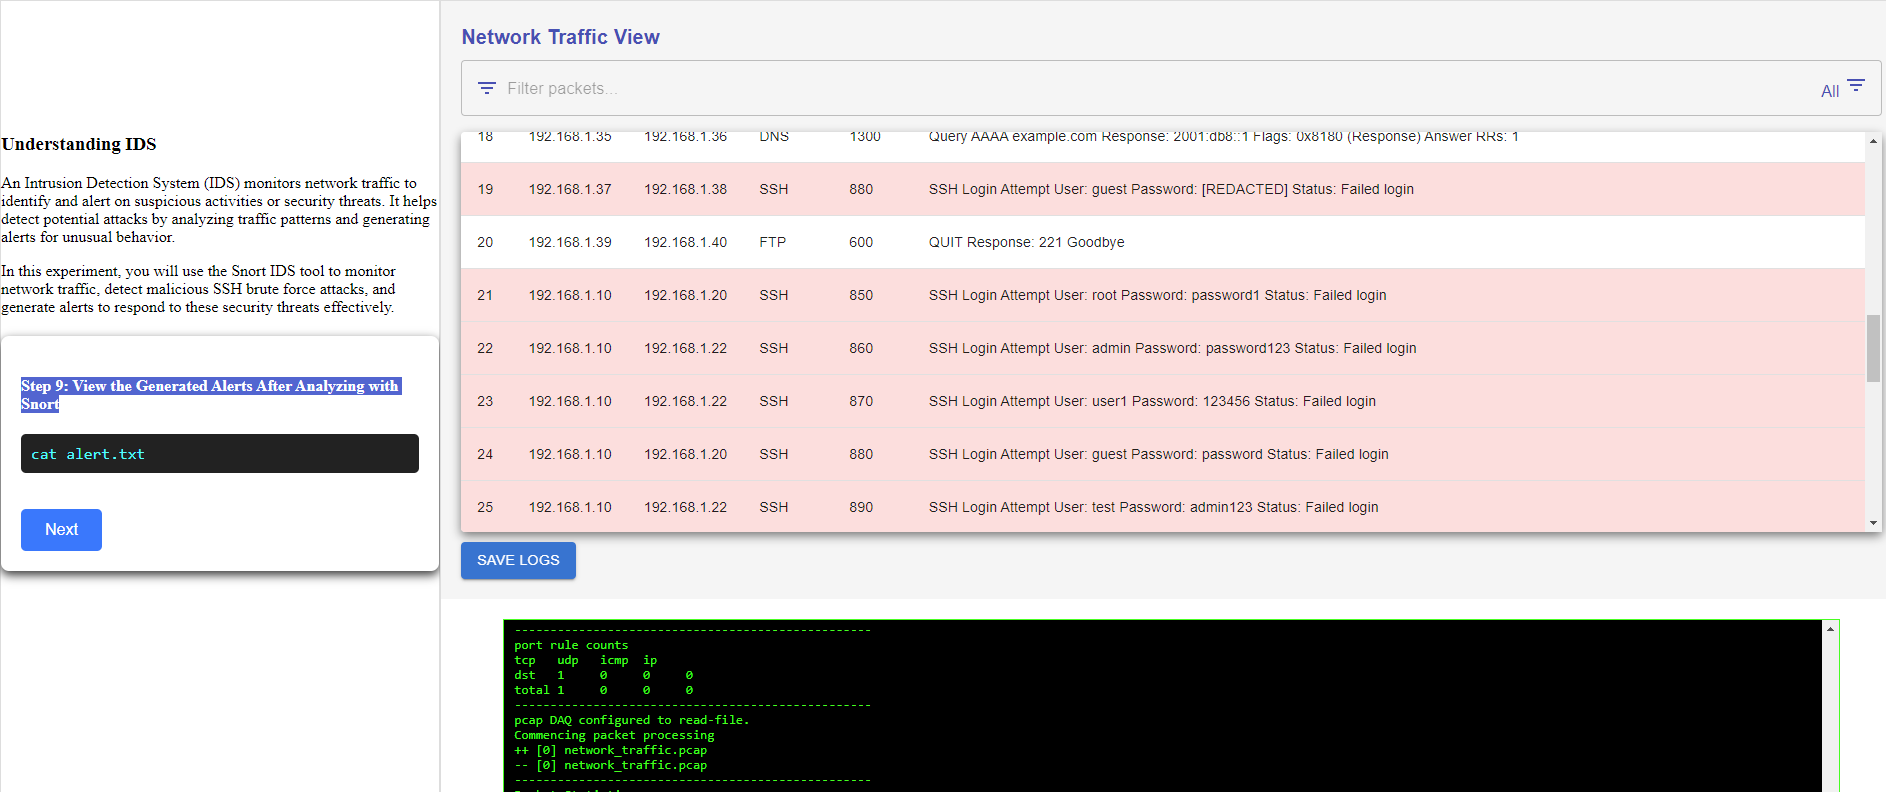 Understanding IDS
An Intrusion Detection System (IDS) monitors network traffic to
identify and alert on suspicious activities or security threats. It helps
detect potential attacks by analyzing traffic patterns and generating
alerts for unusual behavior.
In this experiment, you will use the Snort IDS tool to monitor
network traffic, detect malicious SSH brute force attacks, and
generate alerts to respond to these security threats effectively.
Step 9: View the Generated Alerts After Analyzing with
Snort
cat alert.txt
Next
Network Traffic View
Filter packets...
All
18 192.168.1.35 192.168.1.36 DNS 1300 Query AAAA example.com Response: 2001:db8::1 Flags: 0x8180 (Response) Answer RRs: 1
19 192.168.1.37 192.168.1.38 SSH 880 SSH Login Attempt User: guest Password: [REDACTED] Status: Failed login
20 192.168.1.39 192.168.1.40 FTP 600 QUIT Response: 221 Goodbye
21 192.168.1.10 192.168.1.20 SSH 850 SSH Login Attempt User: root Password: password1 Status: Failed login
22 192.168.1.10 192.168.1.22 SSH 860 SSH Login Attempt User: admin Password: password123 Status: Failed login
23 192.168.1.10 192.168.1.22 SSH 870 SSH Login Attempt User: user1 Password: 123456 Status: Failed login
24 192.168.1.10 192.168.1.20 SSH 880 SSH Login Attempt User: guest Password: password Status: Failed login
25 192.168.1.10 192.168.1.22 SSH 890 SSH Login Attempt User: test Password: admin123 Status: Failed login
SAVE LOGS
--------------------------------------------------
port rule counts
tcp udp icmp ip
dst 1 0 0 0
total 1 0 0 0
--------------------------------------------------
pcap DAQ configured to read-file.
Commencing packet processing
++ [0] network_traffic.pcap
-- [0] network_traffic.pcap
--------------------------------------------------